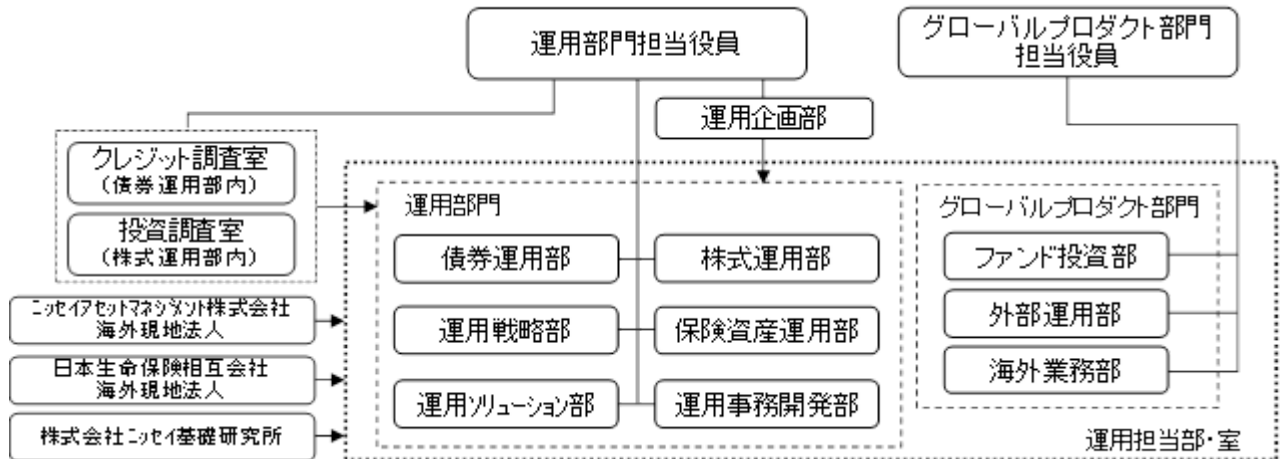 運用部門担当役員
グローバルプロダクト部門
担当役員
運用企画部
クレジット調査室
(債券運用部内)
投資調査室
(株式運用部内)
運用部門
債券運用部
株式運用部
運用戦略部
保険資産運用部
運用ソリューション部
運用事務開発部
グローバルプロダクト部門
ファンド投資部
外部運用部
海外業務部
ニッセイアセットマネジメント株式会社
海外現地法人
日本生命保険相互会社
海外現地法人
株式会社ニッセイ基礎研究所
運用担当部・室